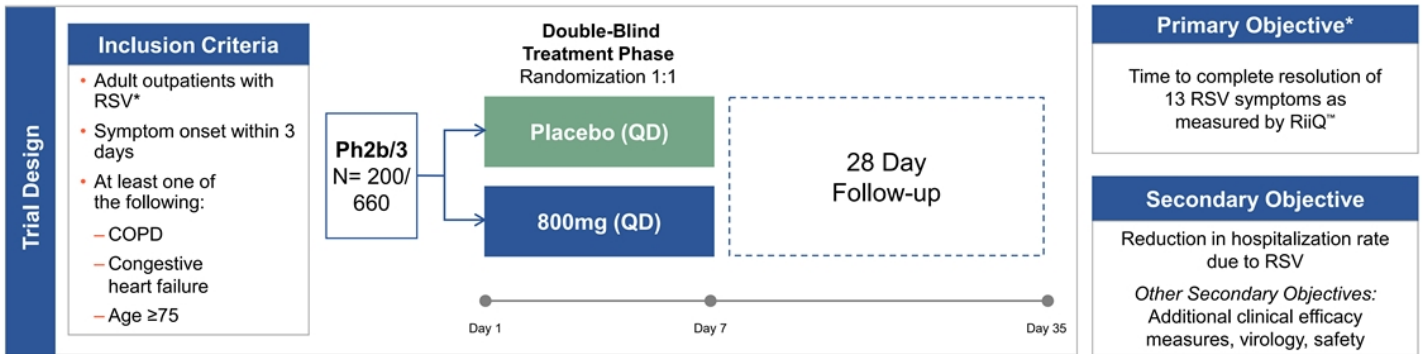 Trial Design
Inclusion Criteria
• Adult outpatients with
RSV*
• Symptom onset within 3
days
• At least one of
the following:
– COPD
– Congestive
heart failure
– Age ≥75
Ph2b/3
N= 200/
660
Double-Blind
Treatment Phase
Randomization 1:1
Placebo (QD)
800mg (QD)
28 Day
Follow-up
Day 1
Day 7
Day 35
Primary Objective*
Time to complete resolution of
13 RSV symptoms as
measured by RiiQ™
Secondary Objective
Reduction in hospitalization rate
due to RSV
Other Secondary Objectives:
Additional clinical efficacy
measures, virology, safety